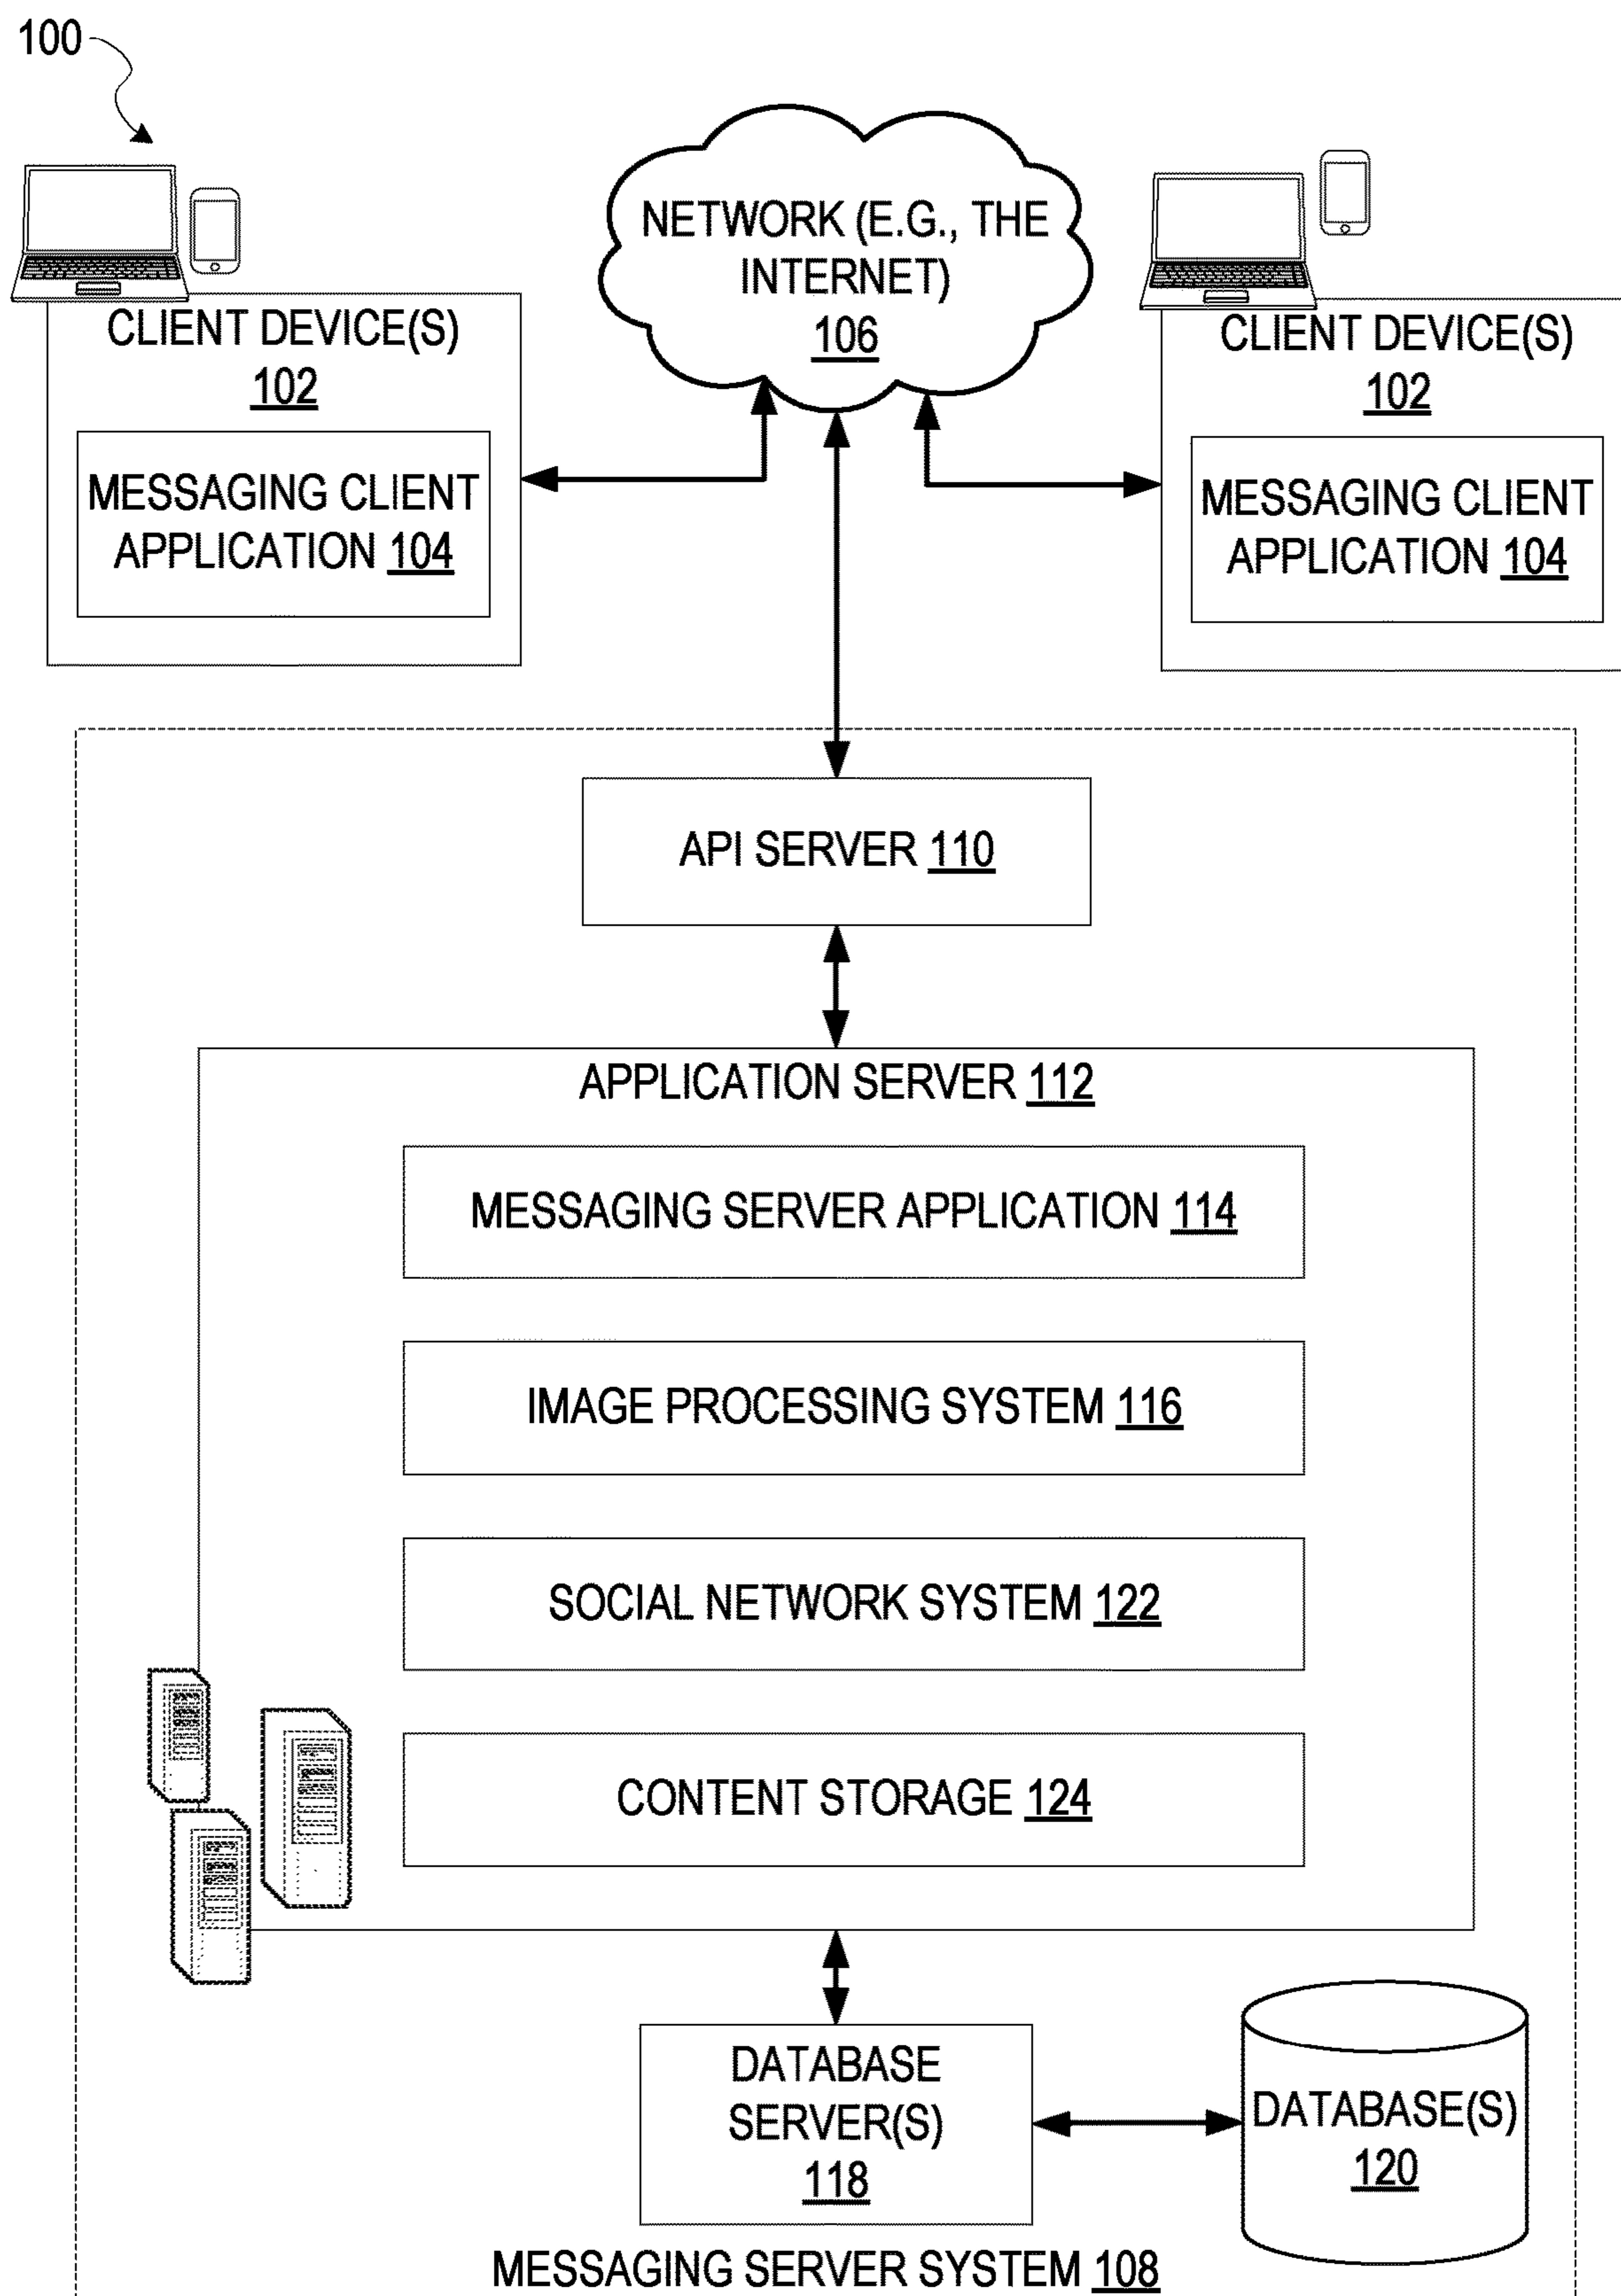 100
NETWORK (E.G., THE
INTERNET)
106
CLIENT DEVICE(S)
102
MESSAGING CLIENT
APPLICATION 104
CLIENT DEVICE(S)
102
MESSAGING CLIENT
APPLICATION 104
API SERVER 110
APPLICATION SERVER 112
MESSAGING SERVER APPLICATION 114
IMAGE PROCESSING SYSTEM 116
SOCIAL NETWORK SYSTEM 122
CONTENT STORAGE 124
DATABASE
SERVER(S)
118
DATABASE(S)
120
MESSAGING SERVER SYSTEM 108